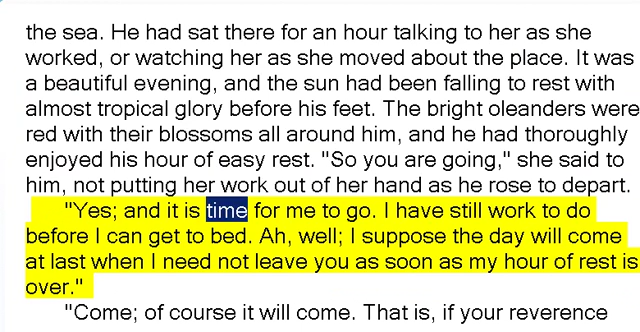 the sea. He had sat there for an hour talking to her as she
worked, or watching her as she moved about the place. It was
a beautiful evening, and the sun had been falling to rest with
almost tropical glory before his feet. The bright oleanders were
red with their blossoms all around him, and he had thoroughly
enjoyed his hour of easy rest. "So you are going," she said to
him, not putting her work out of her hand as he rose to depart.
"Yes; and it is time for me to go. I have still work to do
before I can get to bed. Ah, well; I suppose the day will come
at last when I need not leave you as soon as my hour of rest is
over."
"Come; of course it will come. That is, if your reverence